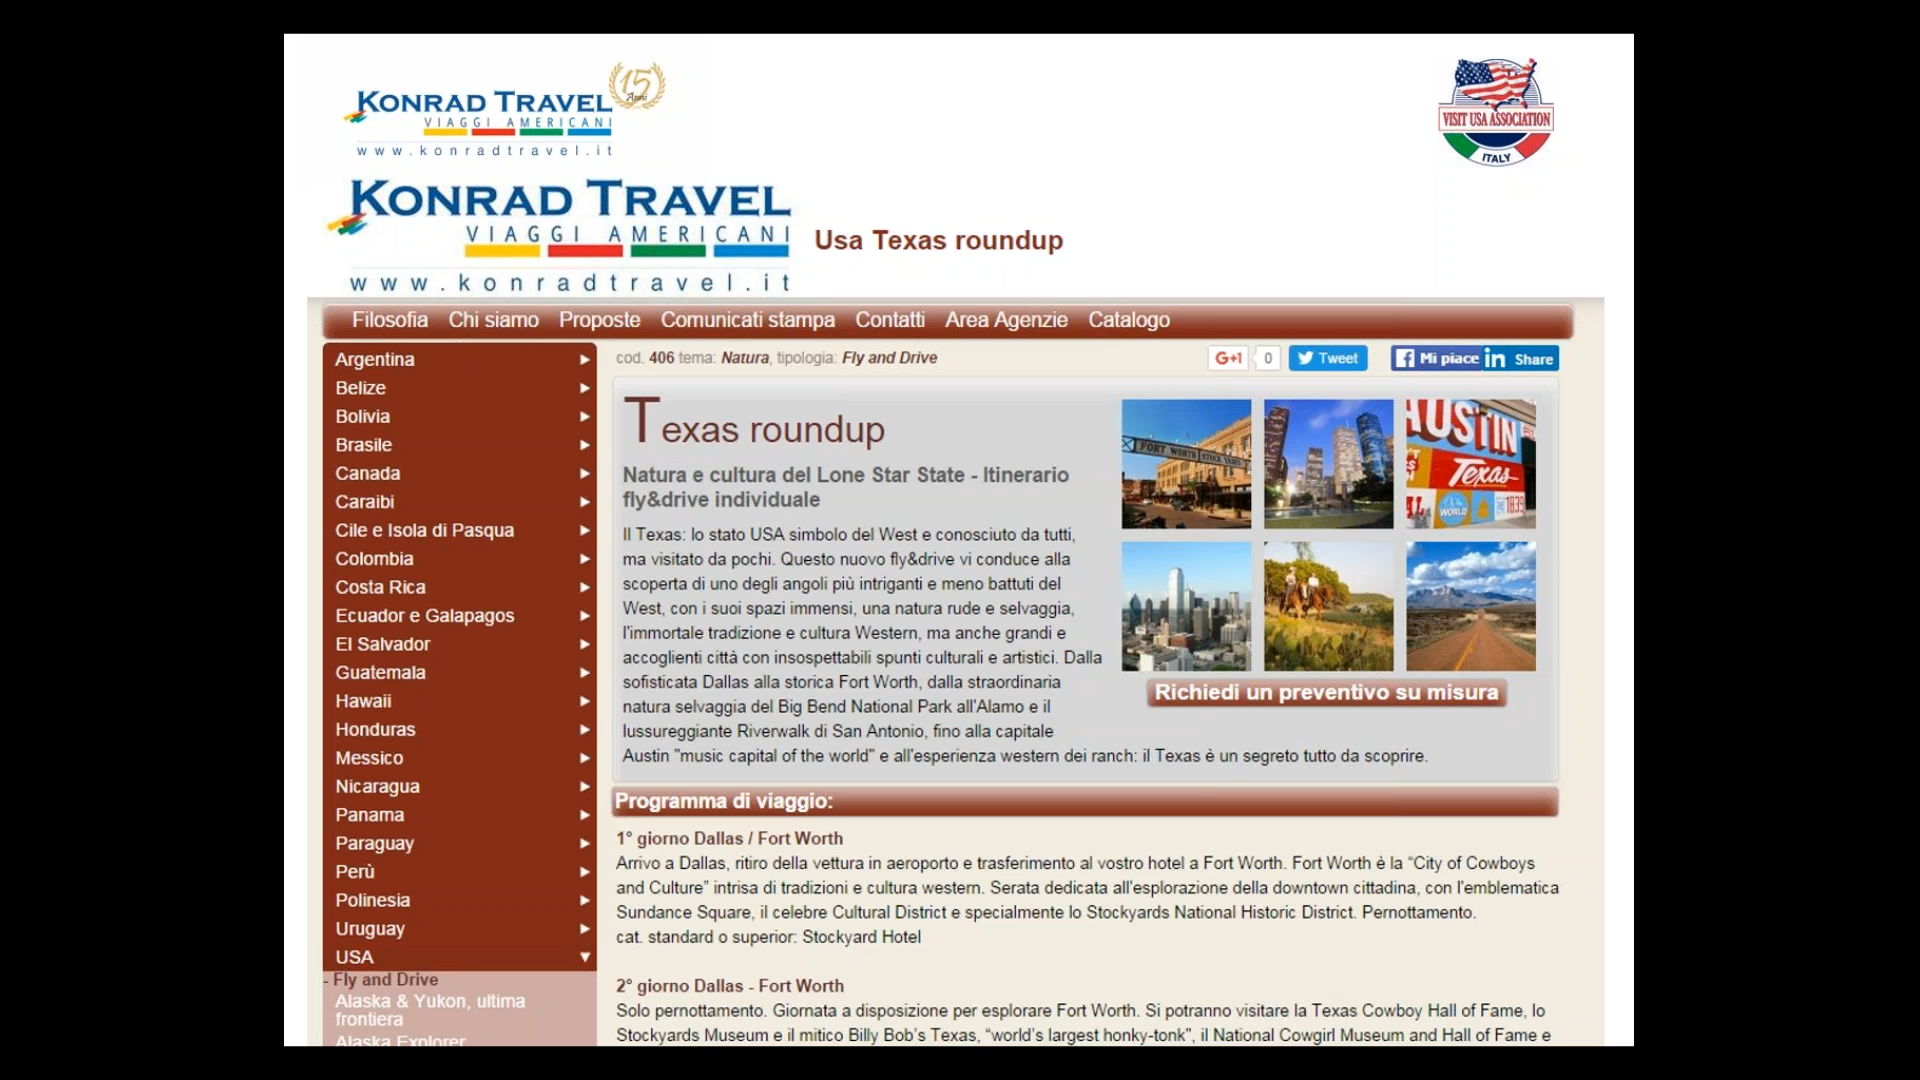 KONRAD TRAVEL
15
Anni
VIAGGI AMERICANI
www.konradtravel.it
VISIT USA ASSOCIATION
ITALY
KONRAD TRAVEL
VIAGGI AMERICANI
www.konradtravel.it
Usa Texas roundup
Filosofia Chi siamo Proposte Comunicati stampa Contatti Area Agenzie Catalogo
Argentina
Belize
Bolivia
Brasile
Canada
Caraibi
Cile e Isola di Pasqua
Colombia
Costa Rica
Ecuador e Galapagos
El Salvador
Guatemala
Hawaii
Honduras
Messico
Nicaragua
Panama
Paraguay
Perù
Polinesia
Uruguay
USA
- Fly and Drive
Alaska & Yukon, ultima
frontiera
Alaska Explorer
cod. 406 tema: Natura, tipologia: Fly and Drive
G+1 0 Tweet Mi piace in Share
Texas roundup
Natura e cultura del Lone Star State - Itinerario
fly&drive individuale
Il Texas: lo stato USA simbolo del West e conosciuto da tutti,
ma visitato da pochi. Questo nuovo fly&drive vi conduce alla
scoperta di uno degli angoli più intriganti e meno battuti del
West, con i suoi spazi immensi, una natura rude e selvaggia,
l'immortale tradizione e cultura Western, ma anche grandi e
accoglienti città con insospettabili spunti culturali e artistici. Dalla
sofisticata Dallas alla storica Fort Worth, dalla straordinaria
natura selvaggia del Big Bend National Park all'Alamo e il
lussureggiante Riverwalk di San Antonio, fino alla capitale
Austin "music capital of the world" e all'esperienza western dei ranch: il Texas è un segreto tutto da scoprire.
FORT WORTH STOCK YARDS
AUSTIN
Texas
WORLD
1839
Richiedi un preventivo su misura
Programma di viaggio:
1° giorno Dallas / Fort Worth
Arrivo a Dallas, ritiro della vettura in aeroporto e trasferimento al vostro hotel a Fort Worth. Fort Worth è la “City of Cowboys
and Culture” intrisa di tradizioni e cultura western. Serata dedicata all'esplorazione della downtown cittadina, con l'emblematica
Sundance Square, il celebre Cultural District e specialmente lo Stockyards National Historic District. Pernottamento.
cat. standard o superior: Stockyard Hotel
2° giorno Dallas - Fort Worth
Solo pernottamento. Giornata a disposizione per esplorare Fort Worth. Si potranno visitare la Texas Cowboy Hall of Fame, lo
Stockyards Museum e il mitico Billy Bob’s Texas, “world’s largest honky-tonk”, il National Cowgirl Museum and Hall of Fame e